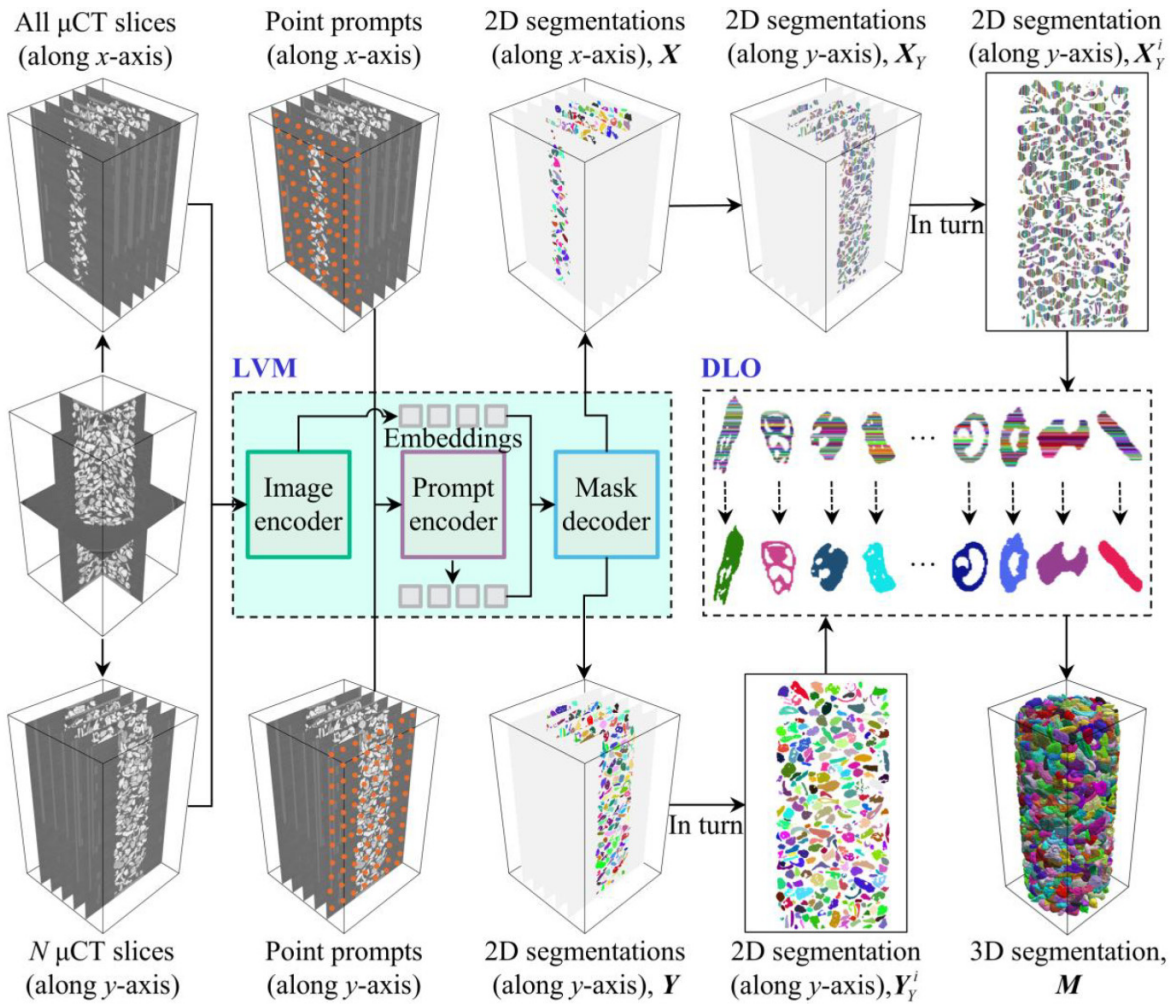 All μCT slices
(along x-axis)
Point prompts
(along x-axis)
2D segmentations
(along x-axis), X
2D segmentations
(along y-axis), X_Y
2D segmentation
(along y-axis), X_Y^i
In turn
LVM
DLO
Embeddings
Image
encoder
Prompt
encoder
Mask
decoder
...
...
In turn
N μCT slices
(along y-axis)
Point prompts
(along y-axis)
2D segmentations
(along y-axis), Y
2D segmentation
(along y-axis), Y_Y^i
3D segmentation,
M